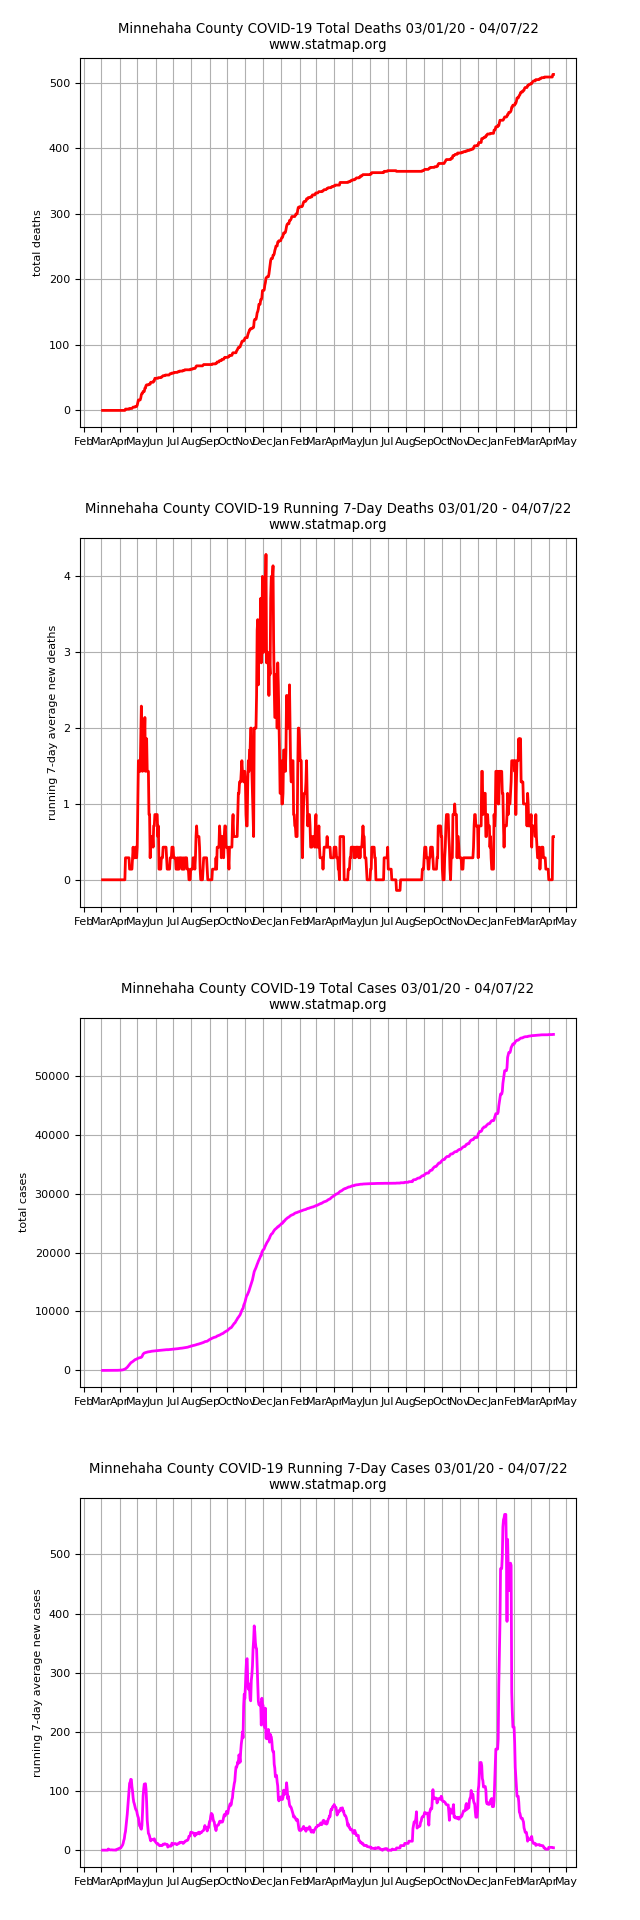 Minnehaha County COVID-19 Total Deaths 03/01/20 - 04/07/22
www.statmap.org
500
400
300
200
100
0
total deaths
Feb Mar Apr May Jun Jul Aug Sep Oct Nov Dec Jan Feb Mar Apr May Jun Jul Aug Sep Oct Nov Dec Jan Feb Mar Apr May
Minnehaha County COVID-19 Running 7-Day Deaths 03/01/20 - 04/07/22
www.statmap.org
4
3
2
1
0
running 7-day average new deaths
Feb Mar Apr May Jun Jul Aug Sep Oct Nov Dec Jan Feb Mar Apr May Jun Jul Aug Sep Oct Nov Dec Jan Feb Mar Apr May
Minnehaha County COVID-19 Total Cases 03/01/20 - 04/07/22
www.statmap.org
50000
40000
30000
20000
10000
0
total cases
Feb Mar Apr May Jun Jul Aug Sep Oct Nov Dec Jan Feb Mar Apr May Jun Jul Aug Sep Oct Nov Dec Jan Feb Mar Apr May
Minnehaha County COVID-19 Running 7-Day Cases 03/01/20 - 04/07/22
www.statmap.org
500
400
300
200
100
0
running 7-day average new cases
Feb Mar Apr May Jun Jul Aug Sep Oct Nov Dec Jan Feb Mar Apr May Jun Jul Aug Sep Oct Nov Dec Jan Feb Mar Apr May